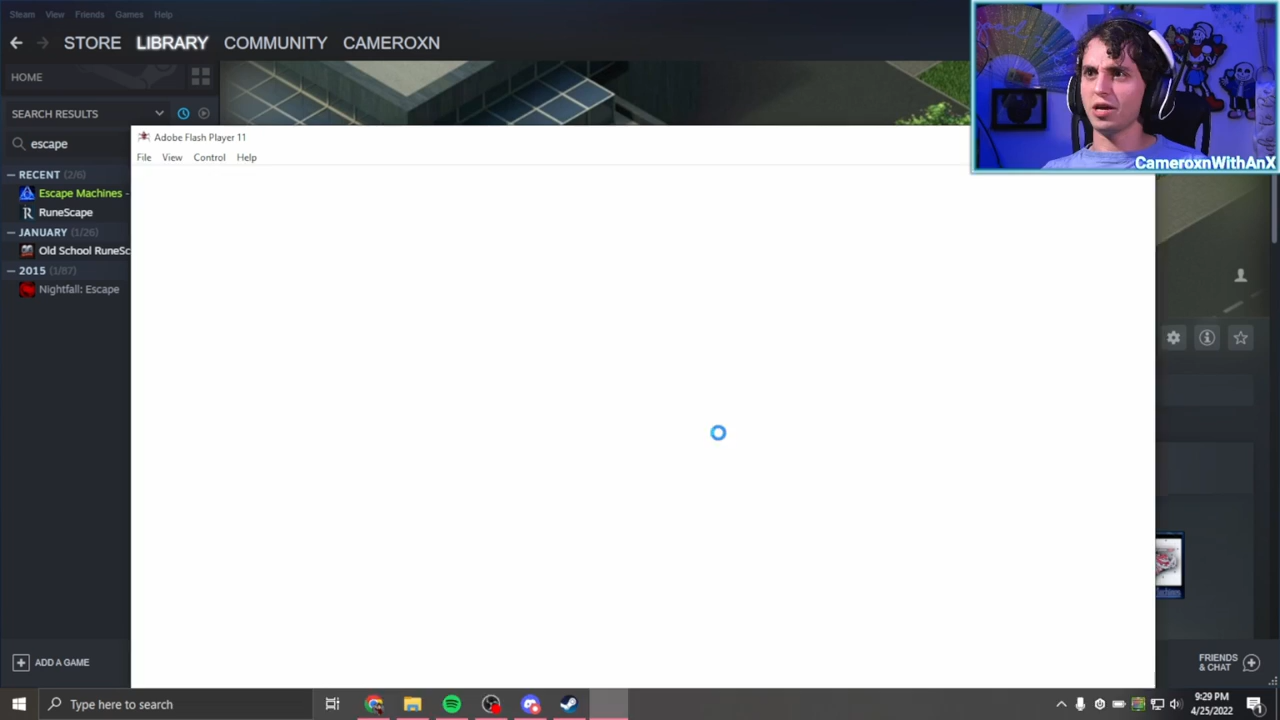 Steam View Friends Games Help
STORE LIBRARY COMMUNITY CAMEROXN
HOME
SEARCH RESULTS
escape
RECENT (2/6)
Escape Machines -
RuneScape
JANUARY (1/26)
Old School RuneSc
2015 (1/87)
Nightfall: Escape
Adobe Flash Player 11
File View Control Help
CameroxnWithAnX
ADD A GAME
FRIENDS
& CHAT
Type here to search
9:29 PM
4/25/2022
1